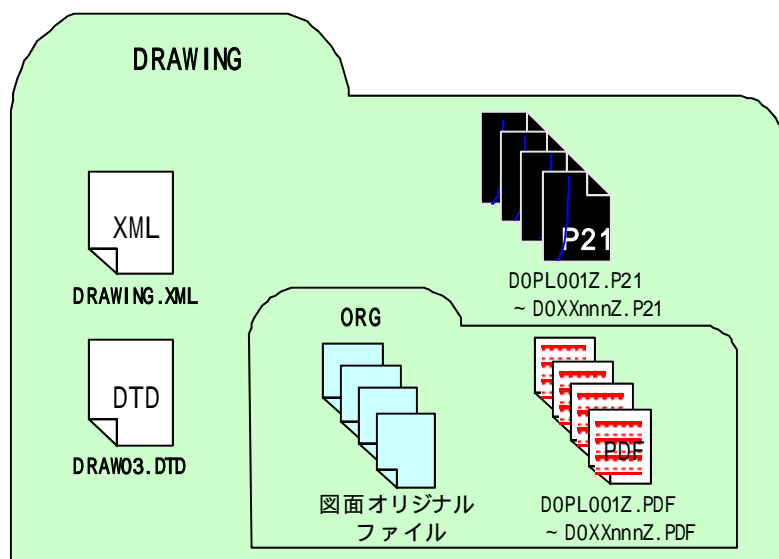 DRAWING
XML
DRAWING.XML
DTD
DRAW03.DTD
P21
D0PL001Z.P21
~ D0XXnnnZ.P21
ORG
図面オリジナル
ファイル
PDF
D0PL001Z.PDF
~ D0XXnnnZ.PDF